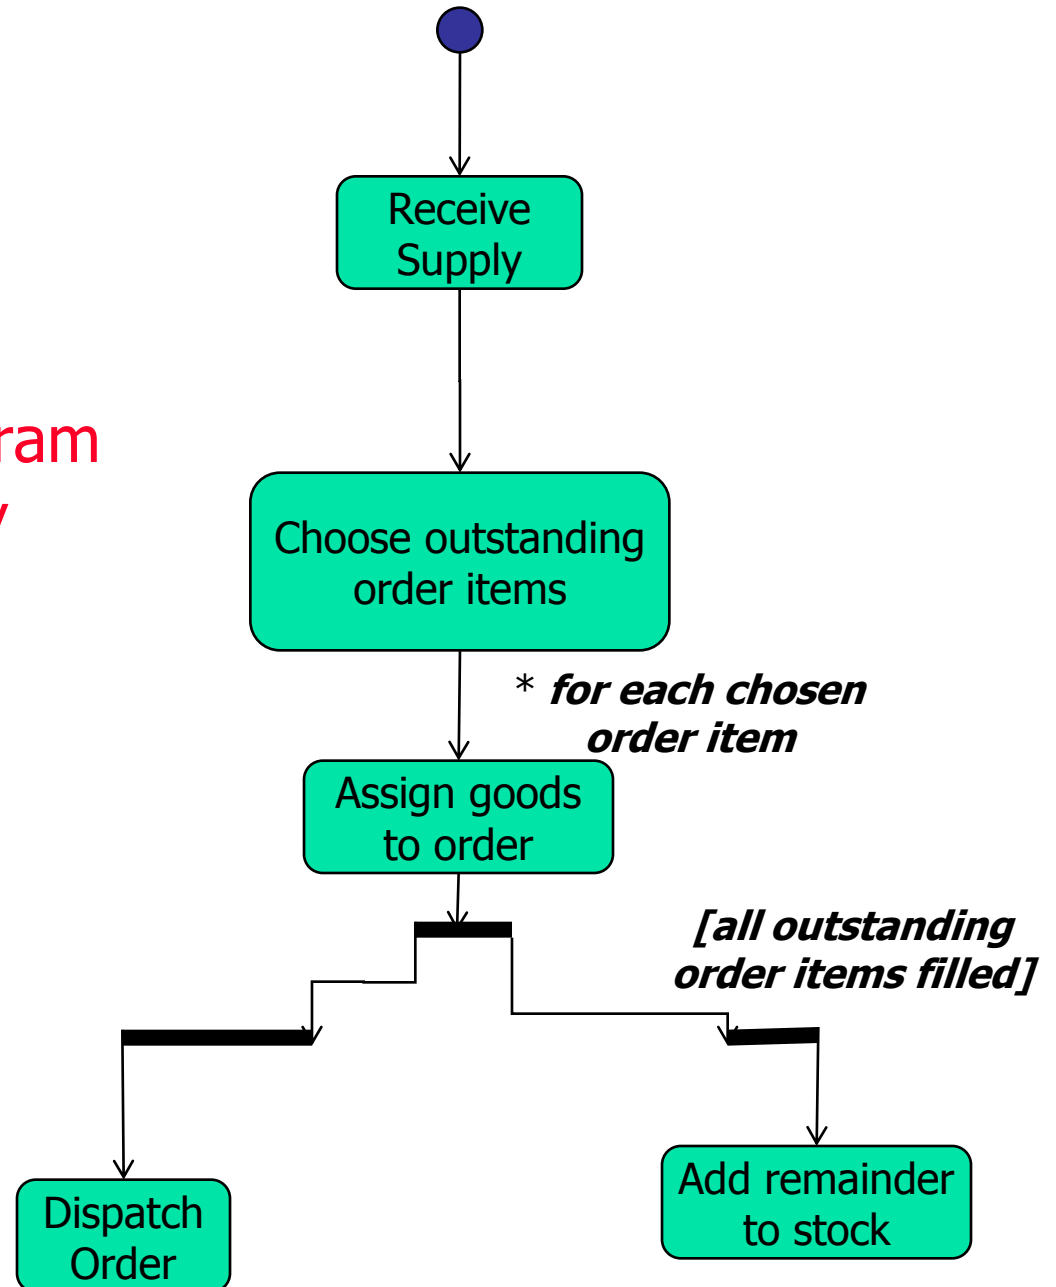 Receive
Supply
ram
Choose outstanding
order items
* for each chosen
order item
Assign goods
to order
[all outstanding
order items filled]
Add remainder
to stock
Dispatch
Order